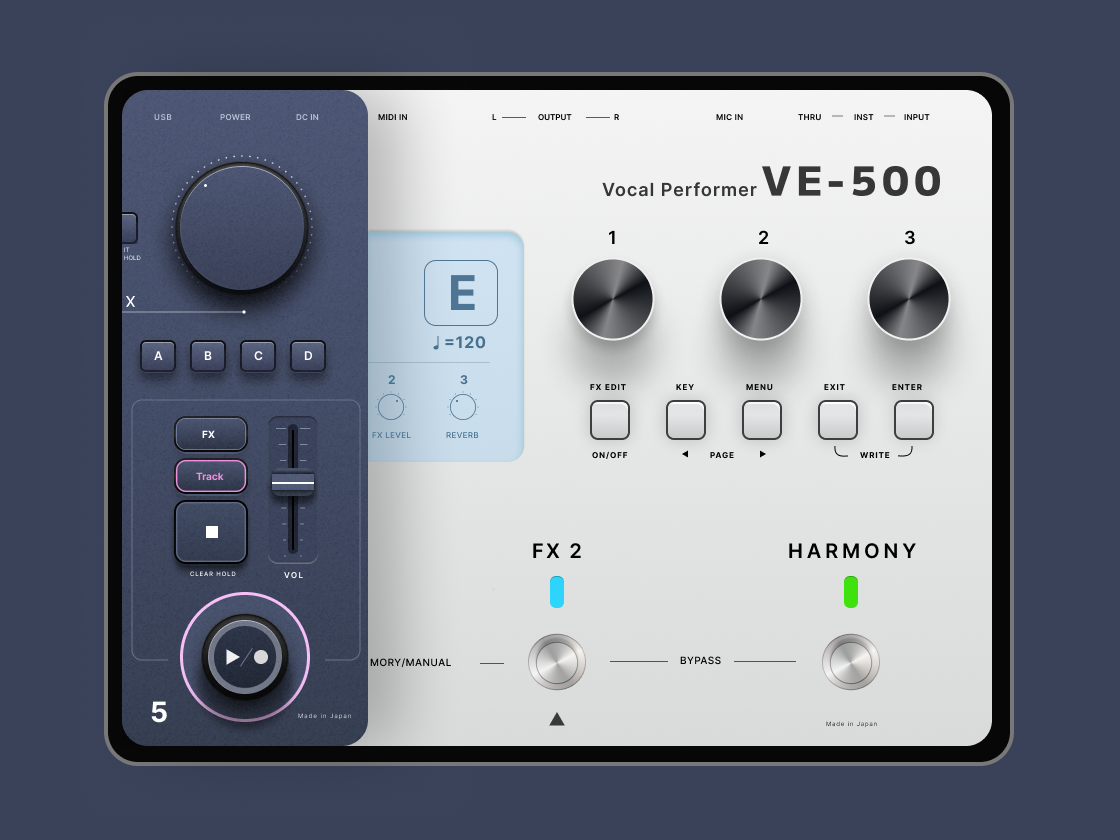 USB POWER DC IN
IT
HOLD
X
A B C D
FX
Track
CLEAR HOLD
VOL
5
Made in Japan
MIDI IN L OUTPUT R MIC IN THRU INST INPUT
Vocal Performer VE-500
1 2 3
E
♩=120
2 3
FX LEVEL REVERB
FX EDIT KEY MENU EXIT ENTER
ON/OFF PAGE WRITE
FX 2 HARMONY
MORY/MANUAL BYPASS
Made in Japan